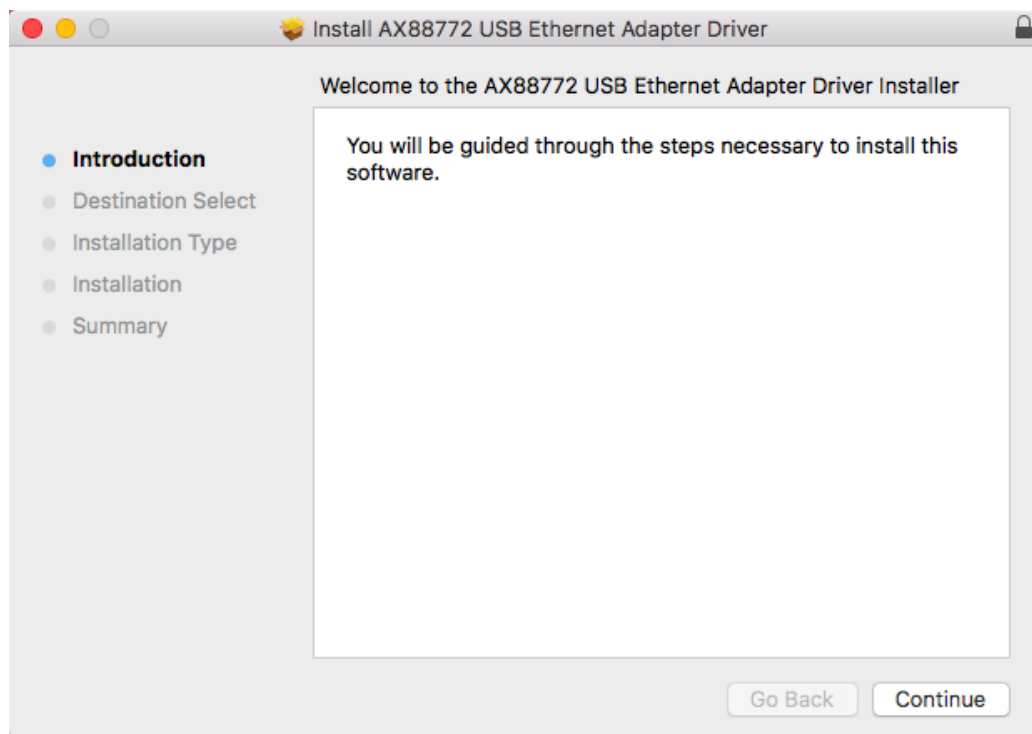 Install AX88772 USB Ethernet Adapter Driver
Welcome to the AX88772 USB Ethernet Adapter Driver Installer
Introduction
Destination Select
Installation Type
Installation
Summary
You will be guided through the steps necessary to install this
software.
Go Back
Continue